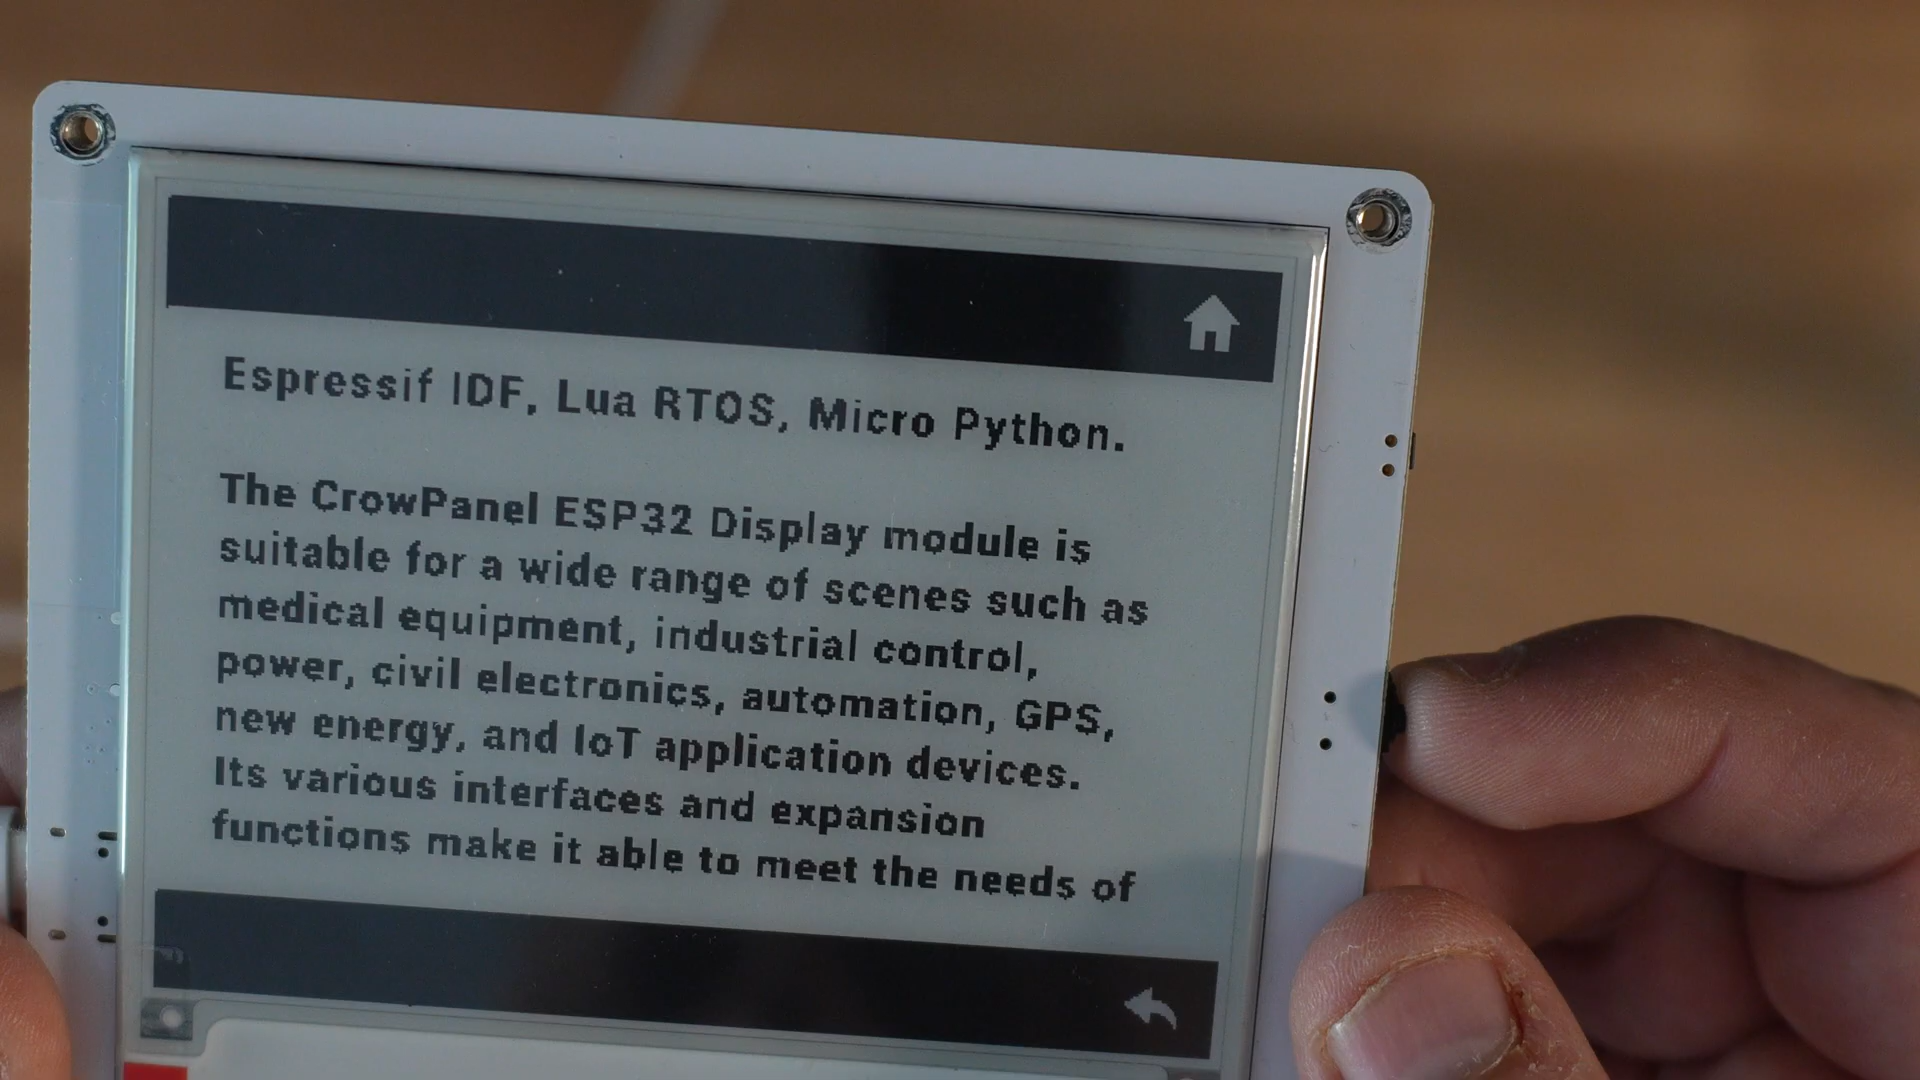 Espressif IDF, Lua RTOS, Micro Python.
The CrowPanel ESP32 Display module is
suitable for a wide range of scenes such as
medical equipment, industrial control,
power, civil electronics, automation, GPS,
new energy, and IoT application devices.
Its various interfaces and expansion
functions make it able to meet the needs of